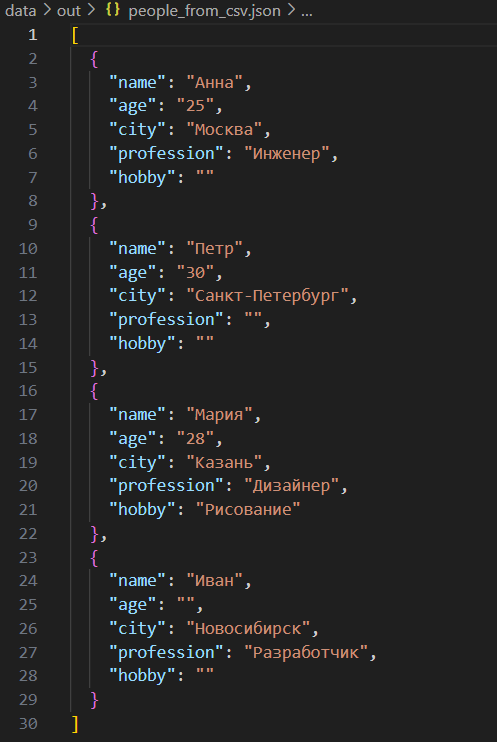 data > out > {} people_from_csv.json > ...
1 [
2 {
3 "name": "Анна",
4 "age": "25",
5 "city": "Москва",
6 "profession": "Инженер",
7 "hobby": ""
8 },
9 {
10 "name": "Петр",
11 "age": "30",
12 "city": "Санкт-Петербург",
13 "profession": "",
14 "hobby": ""
15 },
16 {
17 "name": "Мария",
18 "age": "28",
19 "city": "Казань",
20 "profession": "Дизайнер",
21 "hobby": "Рисование"
22 },
23 {
24 "name": "Иван",
25 "age": "",
26 "city": "Новосибирск",
27 "profession": "Разработчик",
28 "hobby": ""
29 }
30 ]